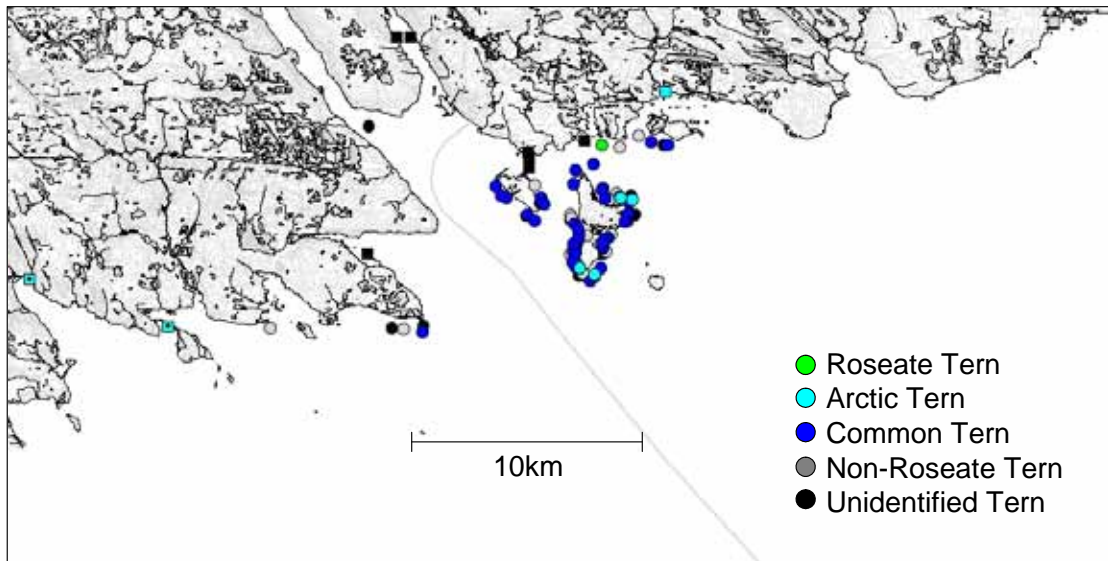 Roseate Tern
Arctic Tern
Common Tern
10km
Non-Roseate Tern
Unidentified Tern